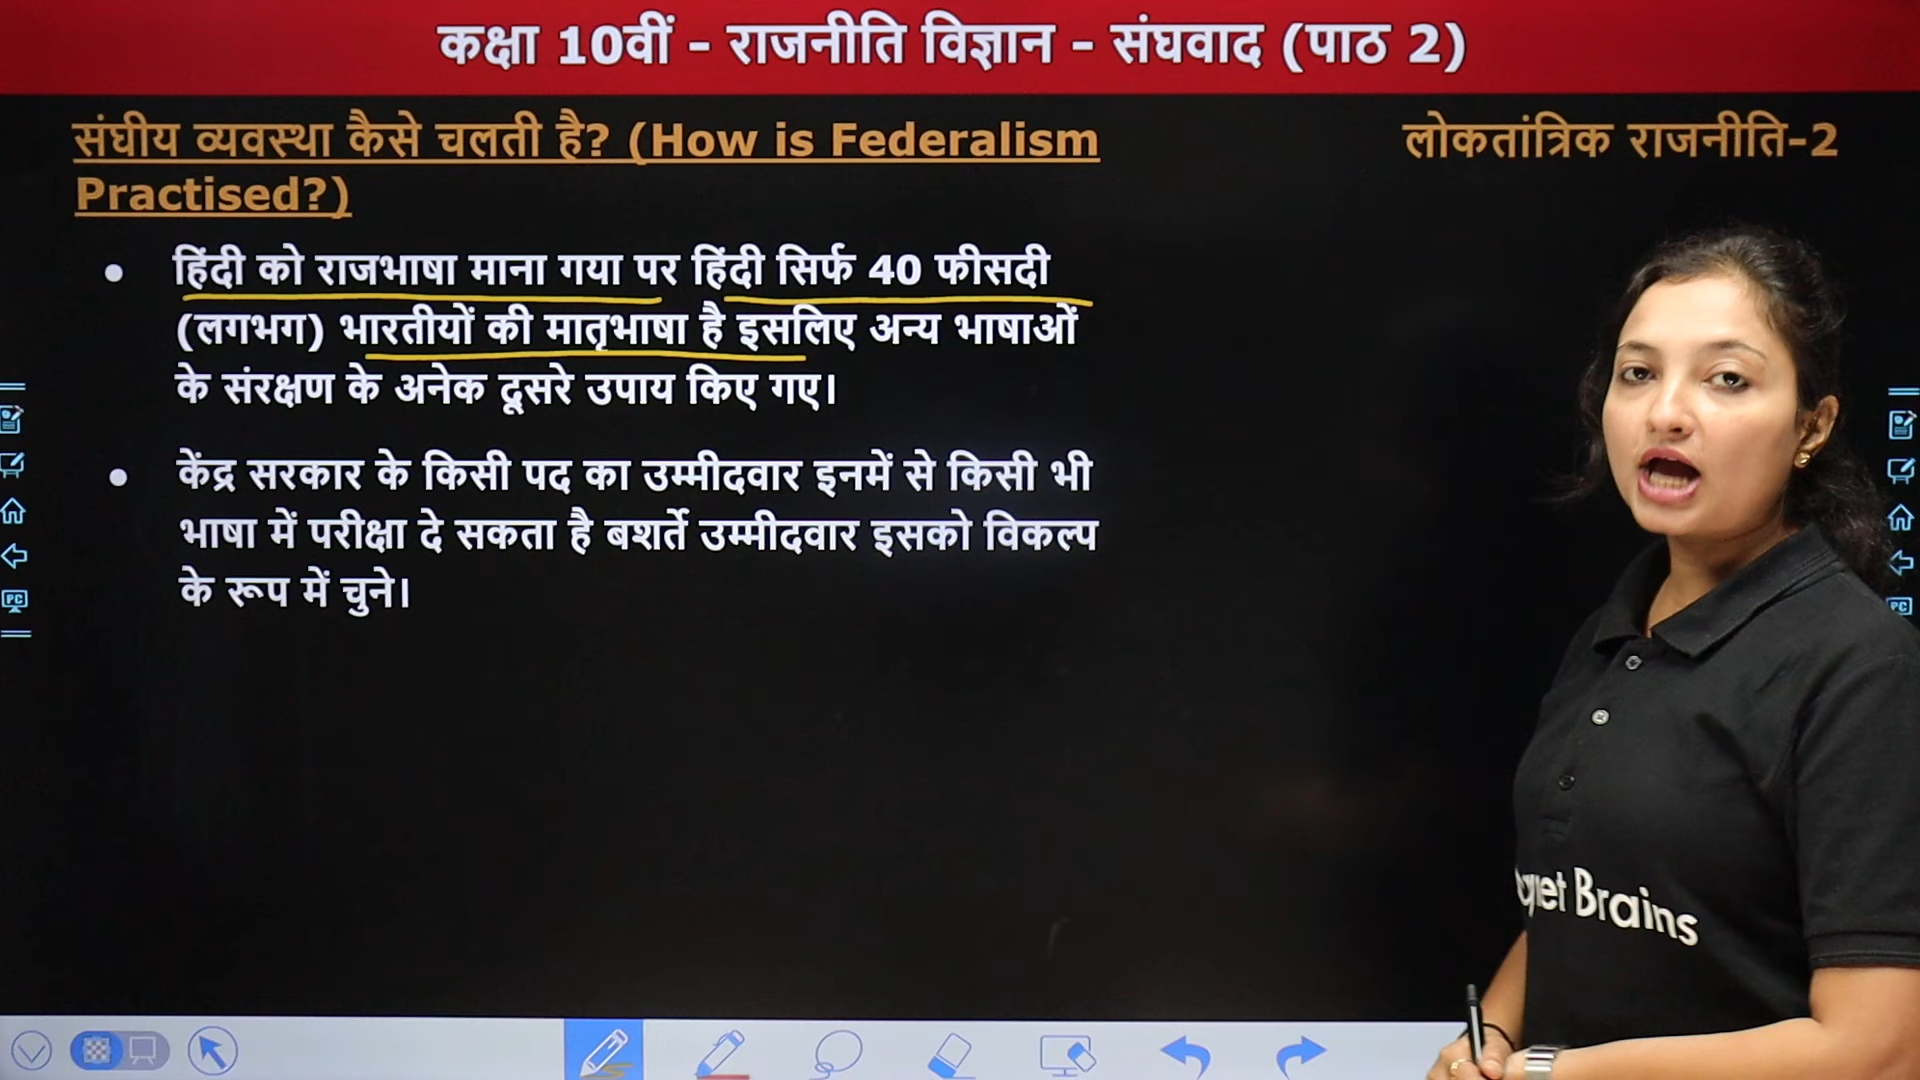 कक्षा 10वीं - राजनीति विज्ञान - संघवाद (पाठ 2)
संघीय व्यवस्था कैसे चलती है? (How is Federalism
Practised?)
लोकतांत्रिक राजनीति-2
• हिंदी को राजभाषा माना गया पर हिंदी सिर्फ 40 फीसदी
(लगभग) भारतीयों की मातृभाषा है इसलिए अन्य भाषाओं
के संरक्षण के अनेक दूसरे उपाय किए गए।
• केंद्र सरकार के किसी पद का उम्मीदवार इनमें से किसी भी
भाषा में परीक्षा दे सकता है बशर्ते उम्मीदवार इसको विकल्प
के रूप में चुने।
Brains
PC
PC